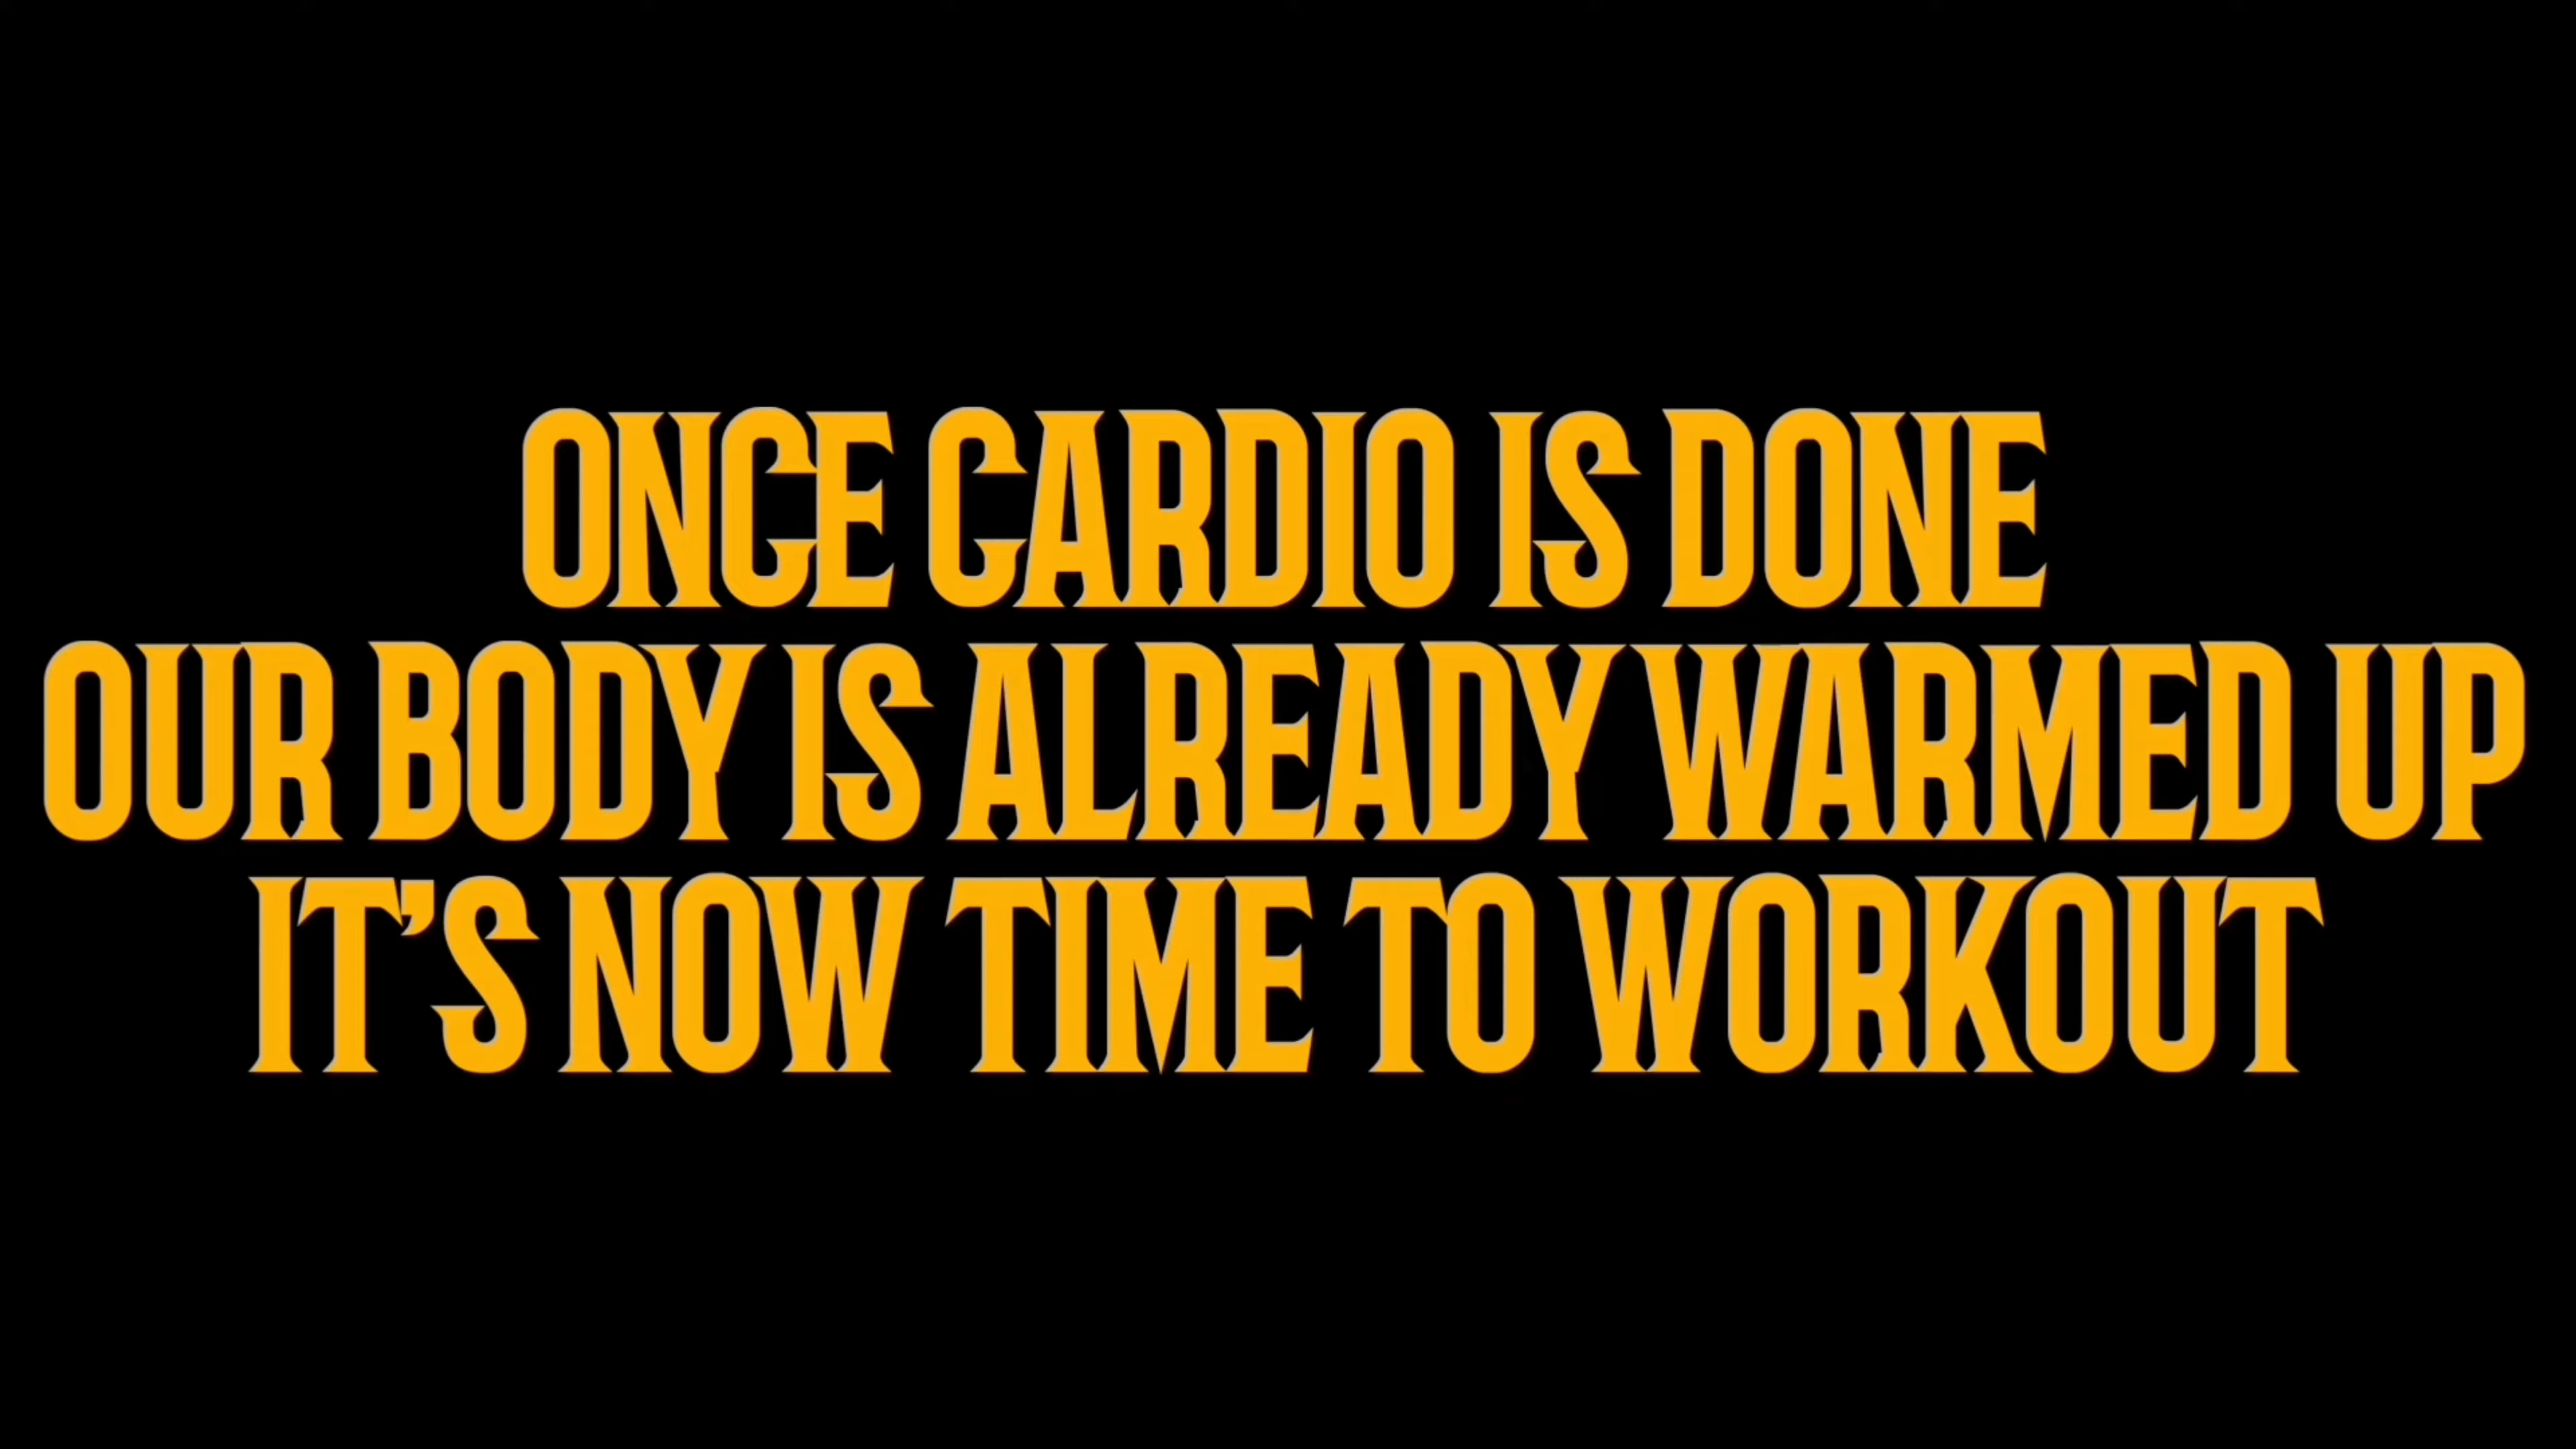 ONCE CARDIO IS DONE
OUR BODY IS ALREADY WARMED UP
IT'S NOW TIME TO WORKOUT